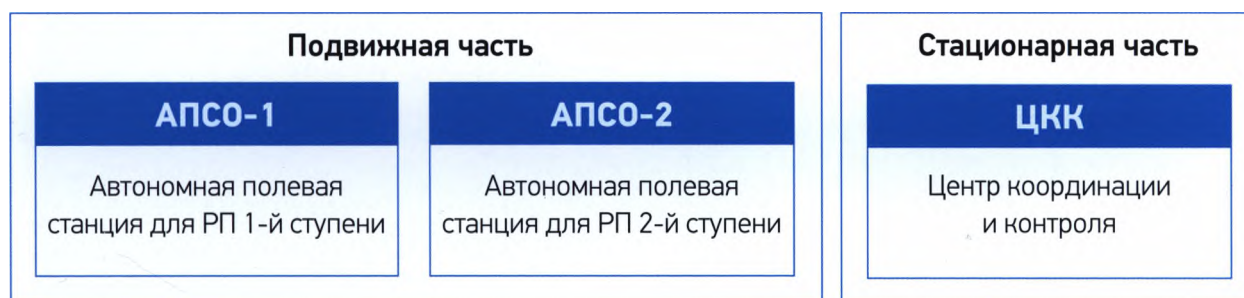 Подвижная часть
АПСО-1
Автономная полевая
станция для РП 1-й ступени
АПСО-2
Автономная полевая
станция для РП 2-й ступени
Стационарная часть
ЦКК
Центр координации
и контроля